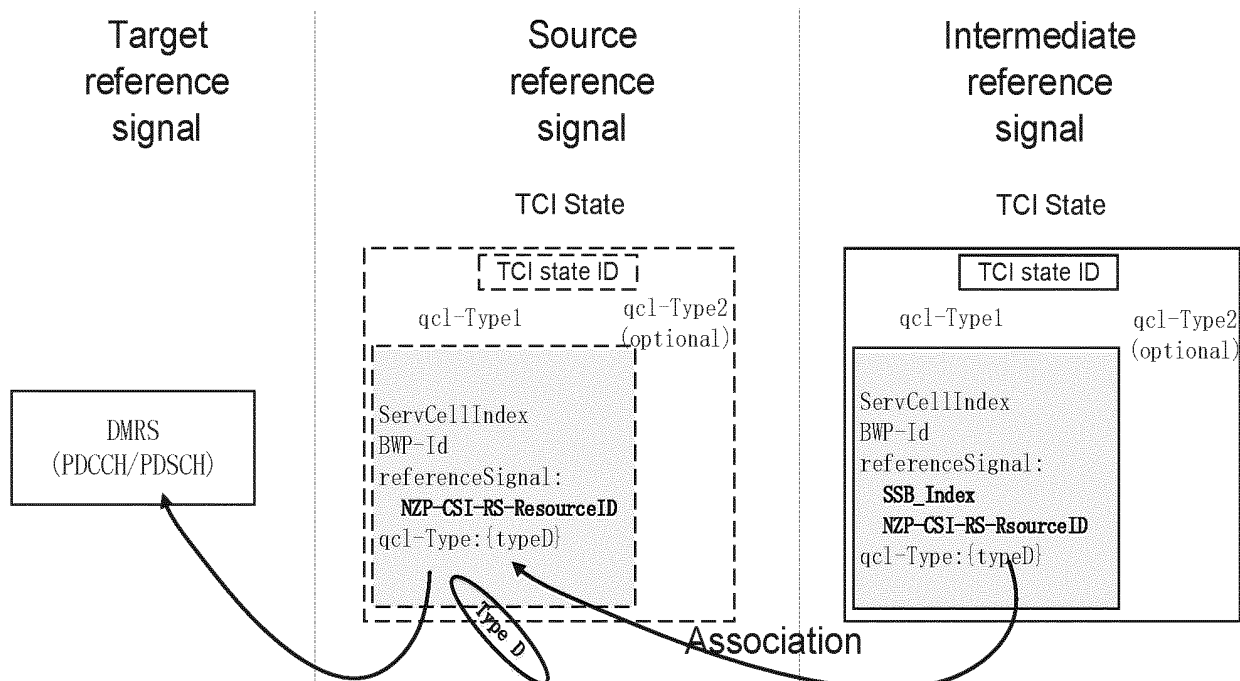 Target
reference
signal
Source
reference
signal
Intermediate
reference
signal
TCI State
TCI State
TCI state ID
qcl-Type1
qcl-Type2
(optional)
ServCellIndex
BWP-Id
referenceSignal:
NZP-CSI-RS-ResourceID
qcl-Type:{typeD}
TCI state ID
qcl-Type1
qcl-Type2
(optional)
ServCellIndex
BWP-Id
referenceSignal:
SSB_Index
NZP-CSI-RS-RsourceID
qcl-Type:{typeD}
DMRS
(PDCCH/PDSCH)
Type D
Association